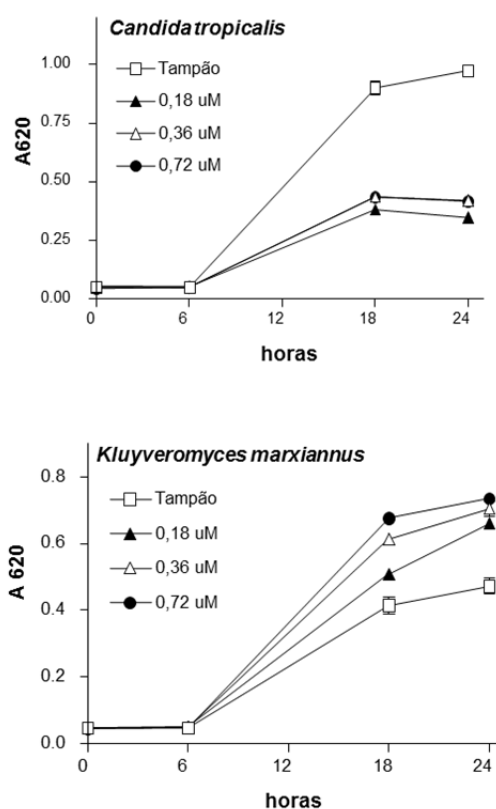 Candida tropicalis
Tampão
0,18 uM
0,36 uM
0,72 uM
1.00
0.75
0.50
0.25
0.00
A620
0 6 12 18 24
horas
Kluyveromyces marxiannus
Tampão
0,18 uM
0,36 uM
0,72 uM
0.8
0.6
0.4
0.2
0.0
A 620
0 6 12 18 24
horas